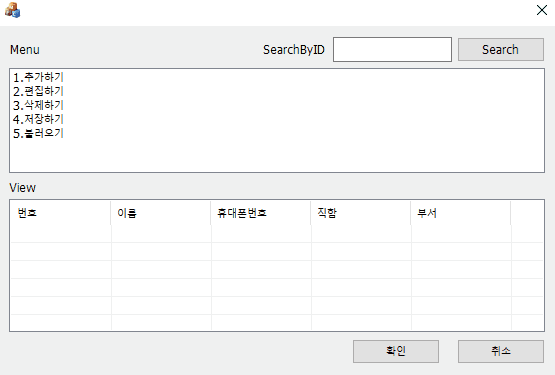 Menu SearchByID Search
1.추가하기
2.편집하기
3.삭제하기
4.저장하기
5.불러오기
View
번호 이름 휴대폰번호 직함 부서
확인 취소